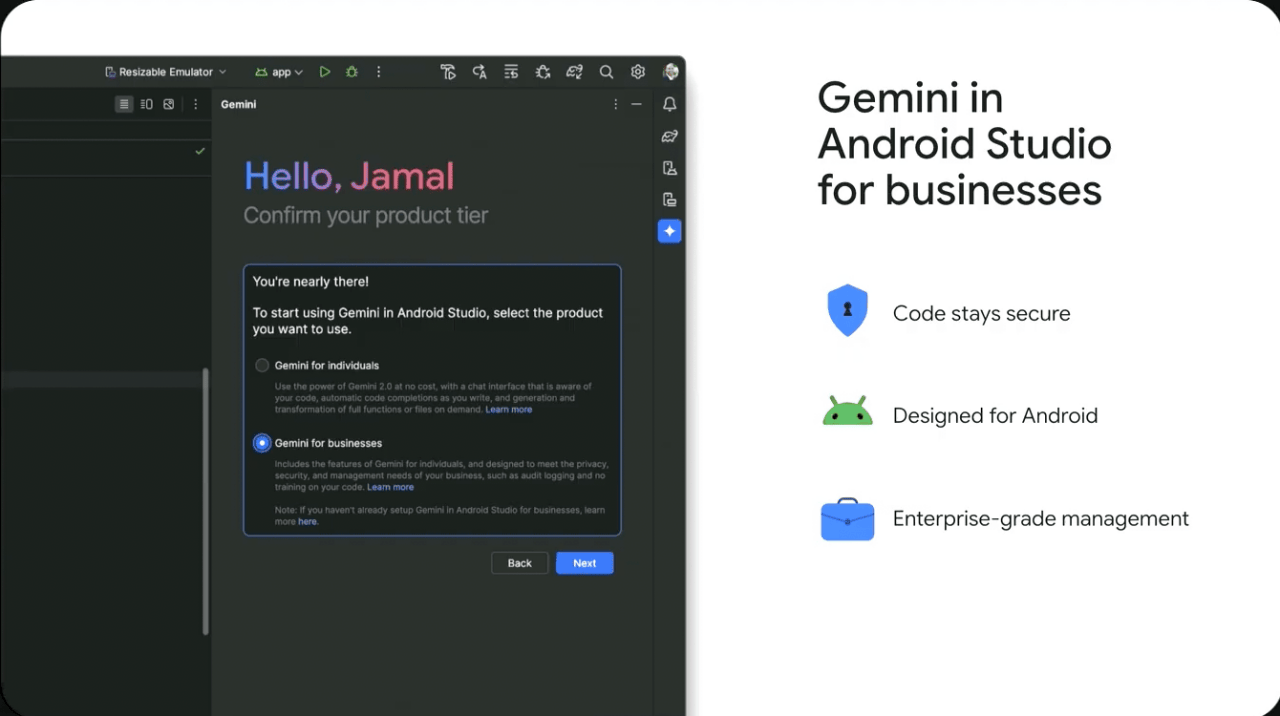 Resizable Emulator
app
Gemini
Hello, Jamal
Confirm your product tier
You're nearly there!
To start using Gemini in Android Studio, select the product
you want to use.
Gemini for individuals
Use the power of Gemini 2.0 at no cost, with a chat interface that is aware of
your code, automatic code completions as you write, and generation and
transformation of full functions or files on demand. Learn more
Gemini for businesses
Includes the features of Gemini for individuals, and designed to meet the privacy,
security, and management needs of your business, such as audit logging and no
training on your code. Learn more
Note: If you haven't already setup Gemini in Android Studio for businesses, learn
more here.
Back
Next
Gemini in
Android Studio
for businesses
Code stays secure
Designed for Android
Enterprise-grade management